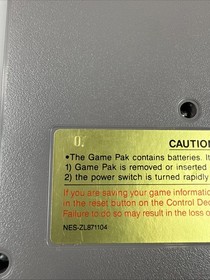 CAUTION
•The Game Pak contains batteries. It
1) Game Pak is removed or inserted
2) the power switch is turned rapidly
If you are saving your game information
in the reset button on the Control Dec
Failure to do so may result in the loss o
NES-ZL871104